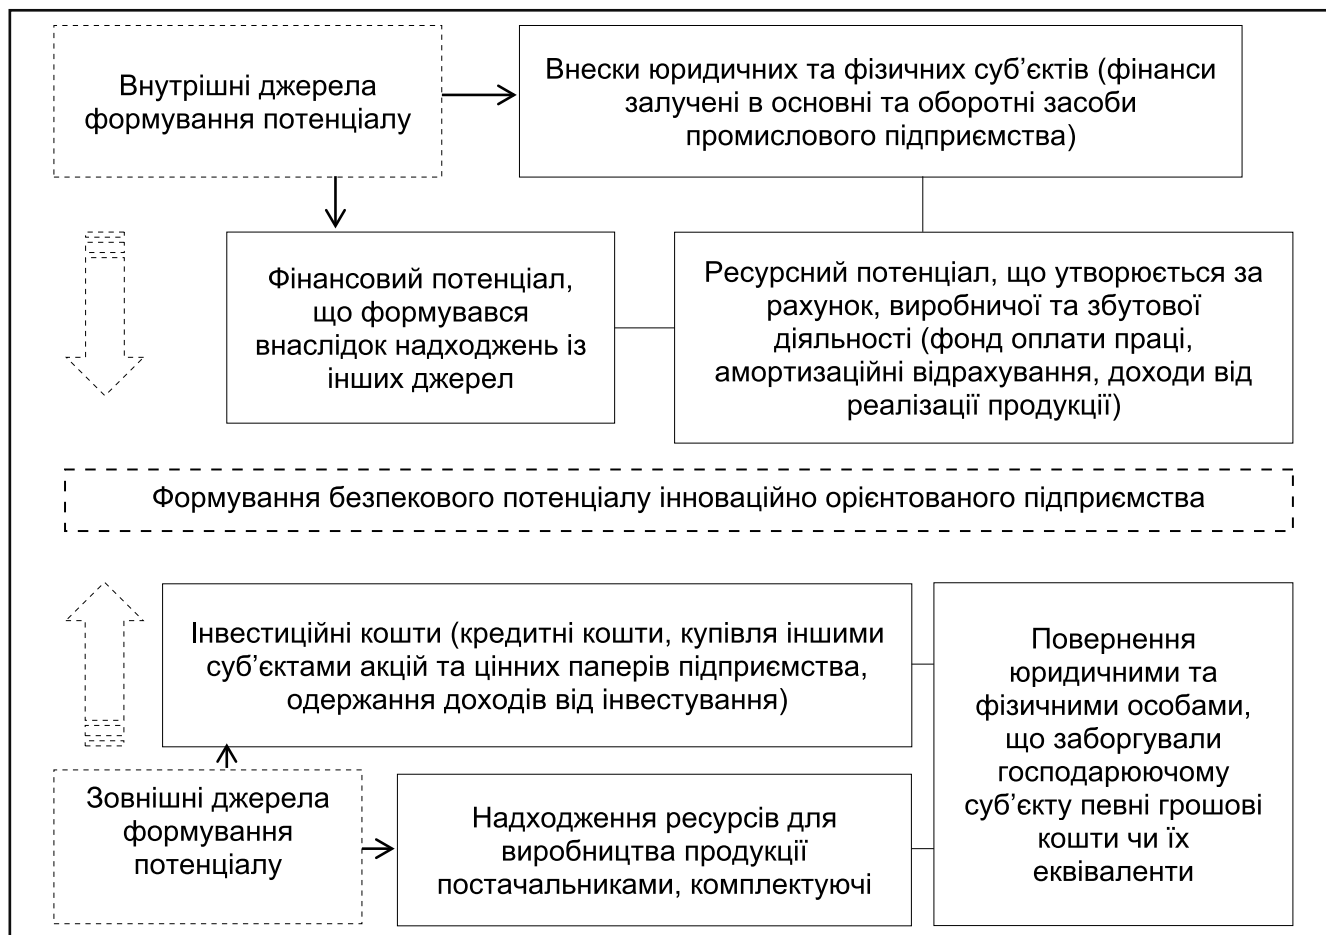 Внутрішні джерела
формування потенціалу
Внески юридичних та фізичних суб’єктів (фінанси
залучені в основні та оборотні засоби
промислового підприємства)
Фінансовий потенціал,
що формувався
внаслідок надходжень із
інших джерел
Ресурсний потенціал, що утворюється за
рахунок, виробничої та збутової
діяльності (фонд оплати праці,
амортизаційні відрахування, доходи від
реалізації продукції)
Формування безпекового потенціалу інноваційно орієнтованого підприємства
Інвестиційні кошти (кредитні кошти, купівля іншими
суб’єктами акцій та цінних паперів підприємства,
одержання доходів від інвестування)
Повернення
юридичними та
фізичними особами,
що заборгували
господарюючому
суб’єкту певні грошові
кошти чи їх
еквіваленти
Зовнішні джерела
формування
потенціалу
Надходження ресурсів для
виробництва продукції
постачальниками, комплектуючі